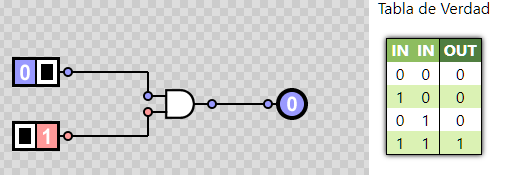 Tabla de Verdad
IN IN OUT
0 0 0
1 0 0
0 1 0
1 1 1
0
1
0